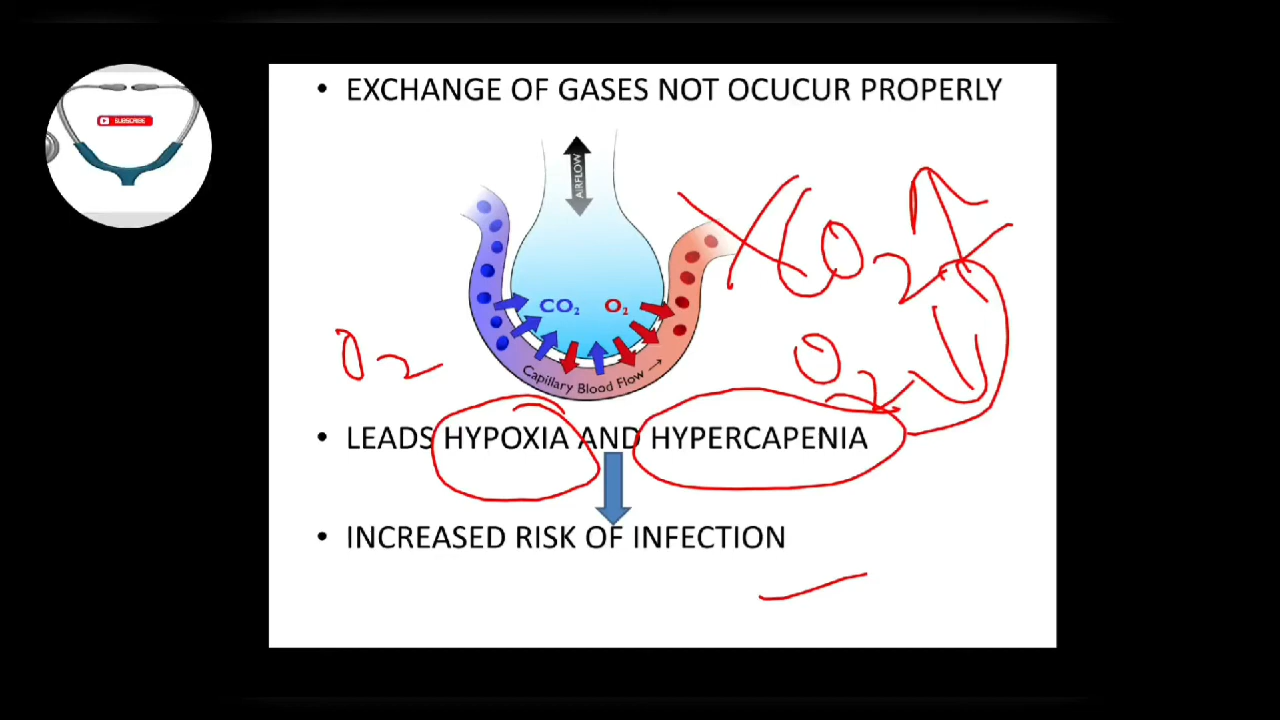 SUBSCRIBE
• EXCHANGE OF GASES NOT OCUCUR PROPERLY
AIRFLOW
CO2 ↑
CO₂ O₂
O2
O2 ↓
Capillary Blood Flow →
• LEADS HYPOXIA AND HYPERCAPENIA
• INCREASED RISK OF INFECTION